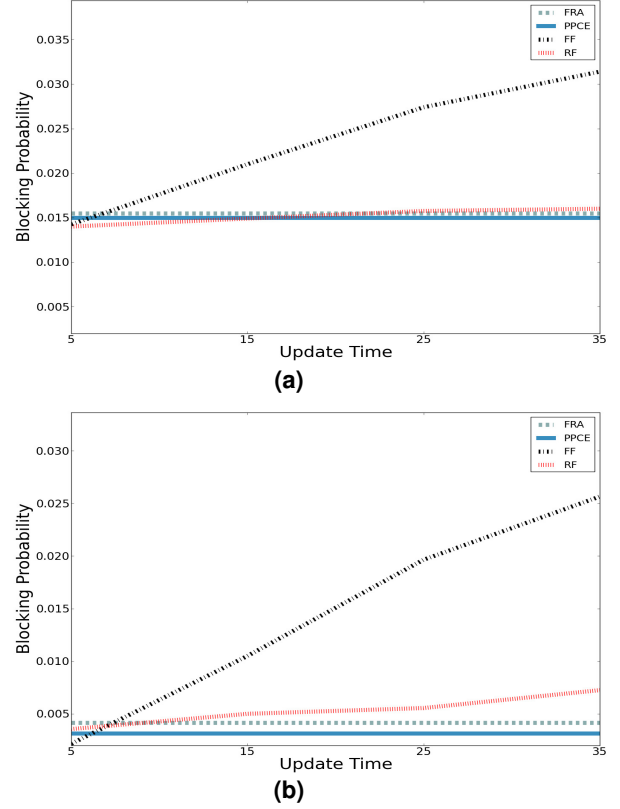 FRA
PPCE
FF
RF
0.035
0.030
0.025
0.020
0.015
0.010
0.005
Blocking Probability
5
15
25
35
Update Time
(a)
FRA
PPCE
FF
RF
0.030
0.025
0.020
0.015
0.010
0.005
Blocking Probability
5
15
25
35
Update Time
(b)